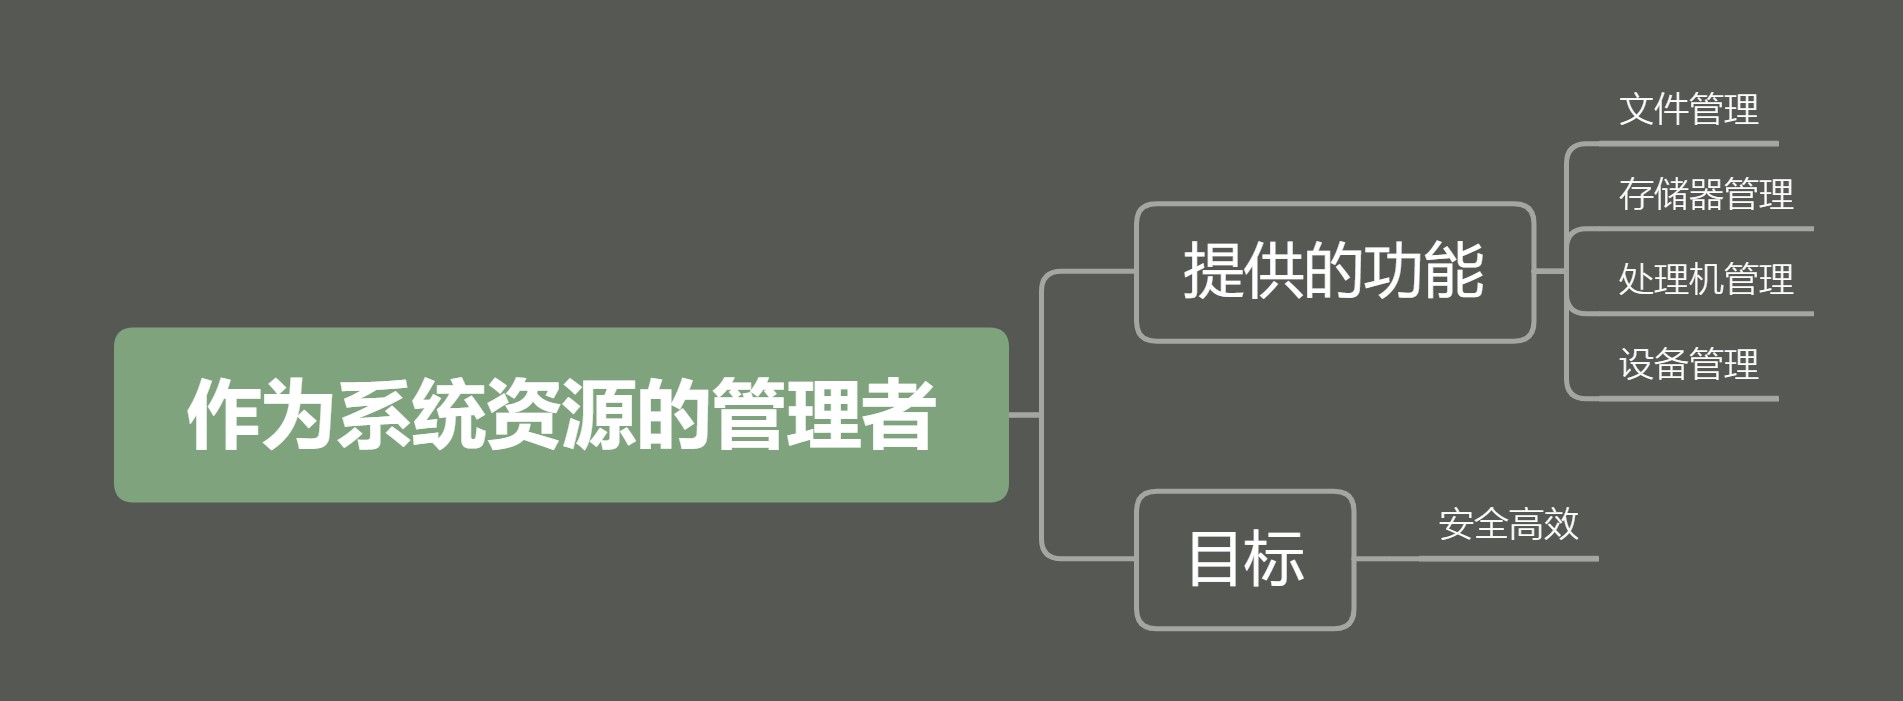 作为系统资源的管理者
提供的功能
文件管理
存储器管理
处理机管理
设备管理
目标
安全高效